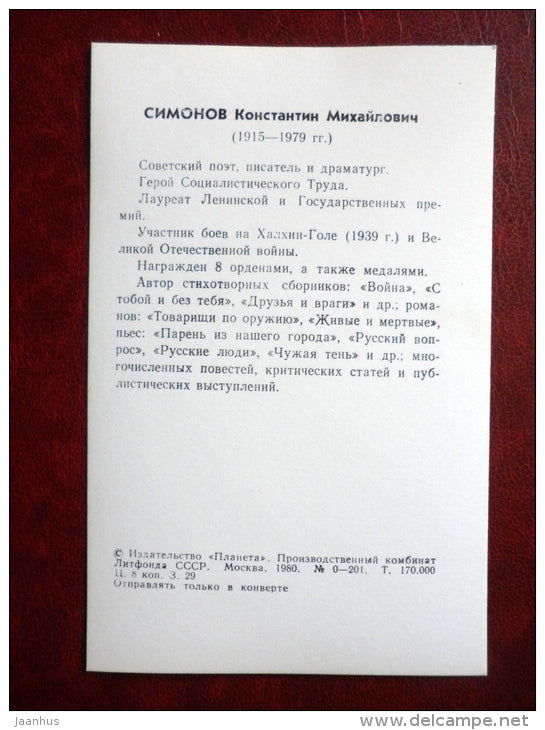 СИМОНОВ Константин Михайлович
(1915—1979 гг.)
Советский поэт, писатель и драматург.
Герой Социалистического Труда.
Лауреат Ленинской и Государственных пре-
мий.
Участник боев на Халхин-Голе (1939 г.) и Ве-
ликой Отечественной войны.
Награжден 8 орденами, а также медалями.
Автор стихотворных сборников: «Война», «С
тобой и без тебя», «Друзья и враги» и др.; рома-
нов: «Товарищи по оружию», «Живые и мертвые»,
пьес: «Парень из нашего города», «Русский воп-
рос», «Русские люди», «Чужая тень» и др.; мно-
гочисленных повестей, критических статей и пуб-
листических выступлений.
© Издательство «Планета». Производственный комбинат
Литфонда СССР. Москва, 1980. № 0—201. Т. 170.000
Ц. 8 коп. З. 29
Отправлять только в конверте
jaanhus
© http://www.delcampe.net